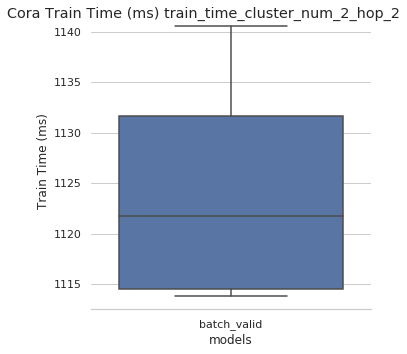 Cora Train Time (ms) train_time_cluster_num_2_hop_2
1140
1135
1130
1125
1120
1115
Train Time (ms)
batch_valid
models